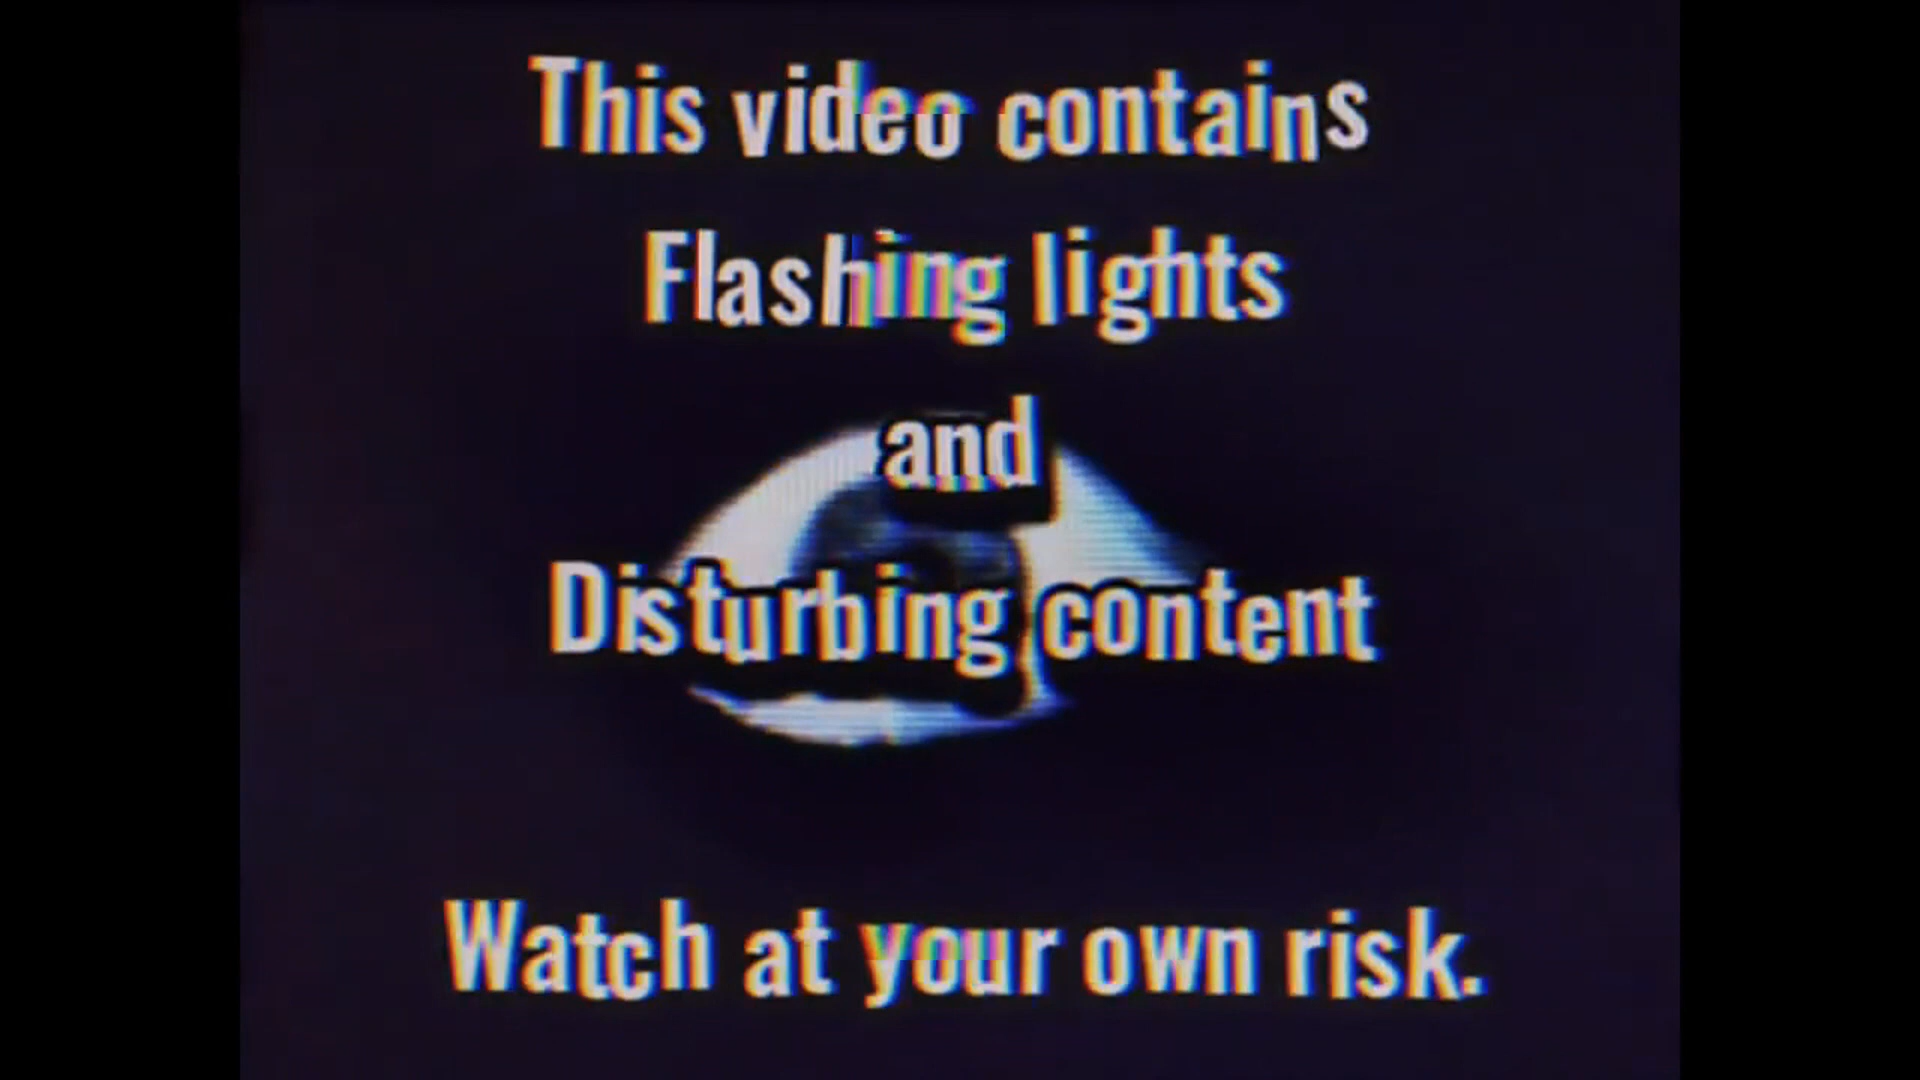 This video contains
Flashing lights
and
Disturbing content
Watch at your own risk.